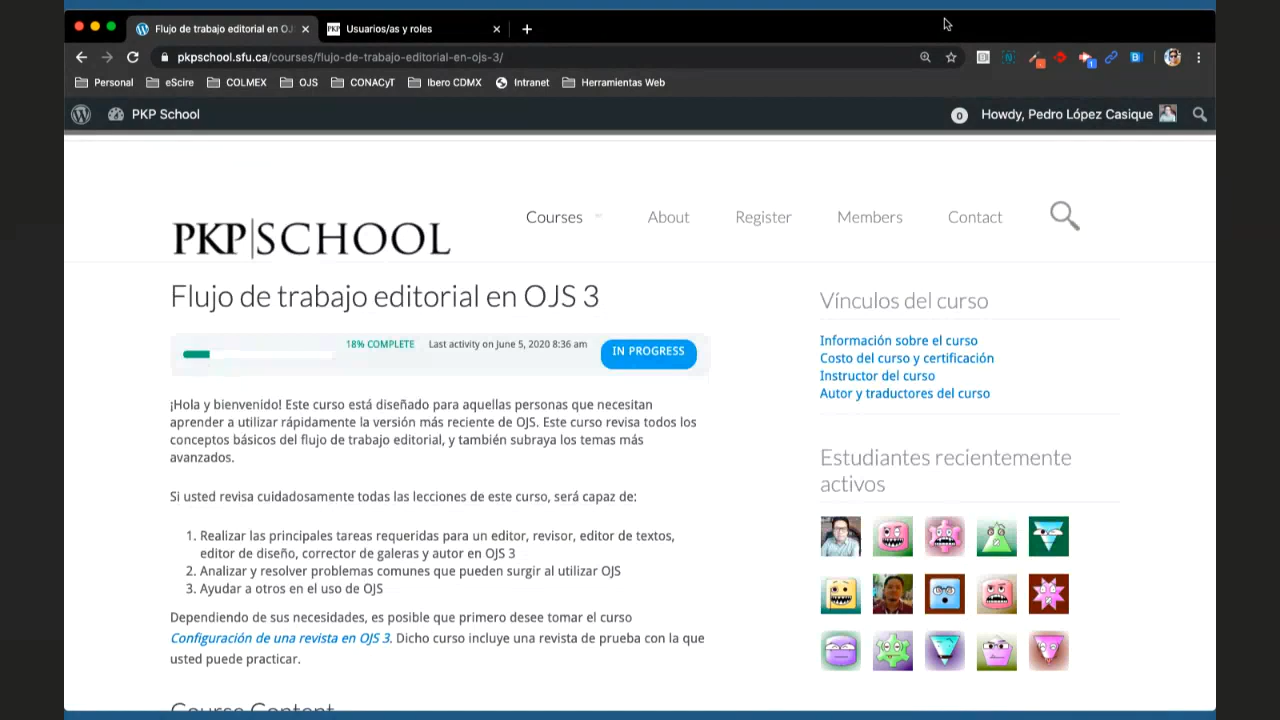 Flujo de trabajo editorial en OJ
Usuarios/as y roles
pkpschool.sfu.ca/courses/flujo-de-trabajo-editorial-en-ojs-3/
Personal eScire COLMEX OJS CONACyT Ibero CDMX Intranet Herramientas Web
PKP School
0 Howdy, Pedro López Casique
PKP|SCHOOL
Courses About Register Members Contact
Flujo de trabajo editorial en OJS 3
18% COMPLETE Last activity on June 5, 2020 8:36 am IN PROGRESS
¡Hola y bienvenido! Este curso está diseñado para aquellas personas que necesitan
aprender a utilizar rápidamente la versión más reciente de OJS. Este curso revisa todos los
conceptos básicos del flujo de trabajo editorial, y también subraya los temas más
avanzados.
Si usted revisa cuidadosamente todas las lecciones de este curso, será capaz de:
1. Realizar las principales tareas requeridas para un editor, revisor, editor de textos,
editor de diseño, corrector de galeras y autor en OJS 3
2. Analizar y resolver problemas comunes que pueden surgir al utilizar OJS
3. Ayudar a otros en el uso de OJS
Dependiendo de sus necesidades, es posible que primero desee tomar el curso
Configuración de una revista en OJS 3. Dicho curso incluye una revista de prueba con la que
usted puede practicar.
Course Content
Vínculos del curso
Información sobre el curso
Costo del curso y certificación
Instructor del curso
Autor y traductores del curso
Estudiantes recientemente
activos